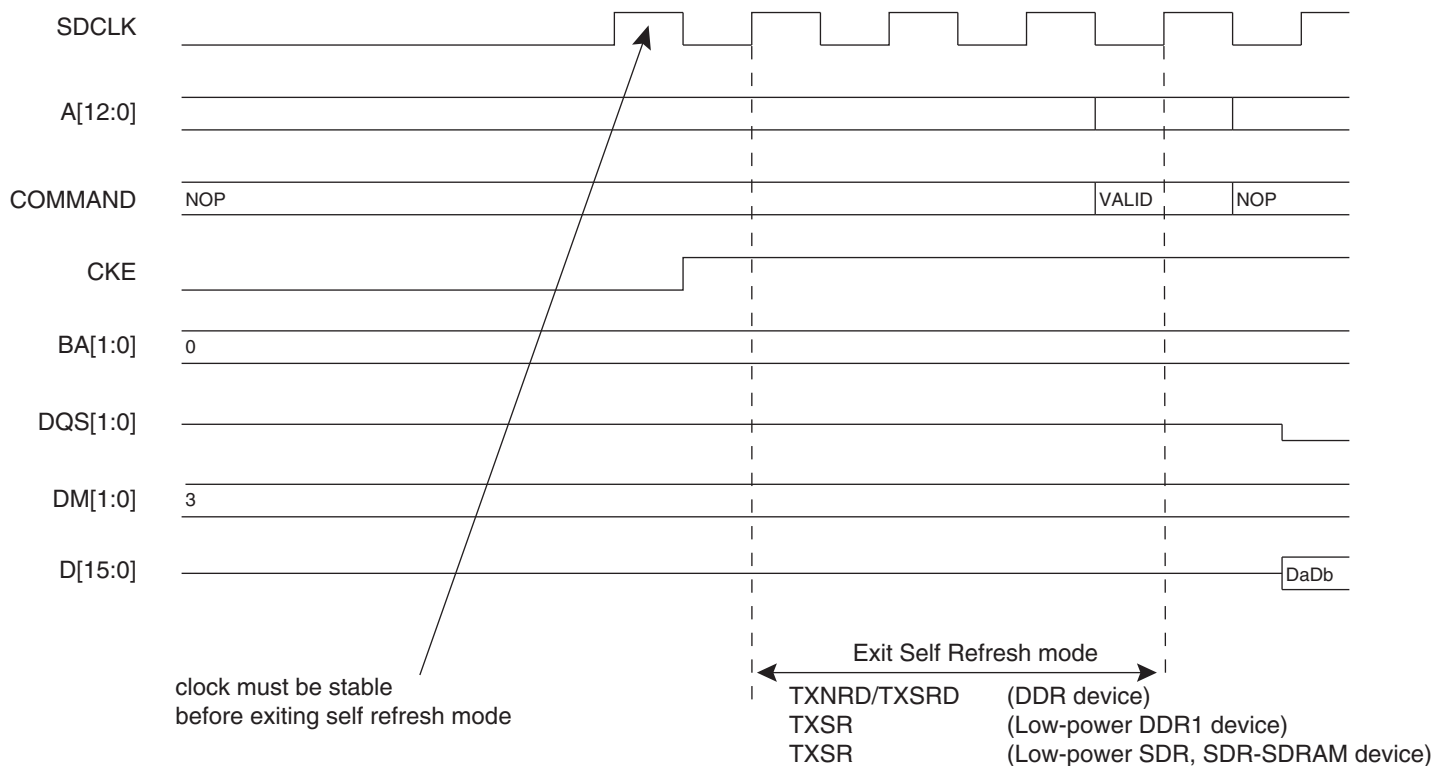 SDCLK
A[12:0]
COMMAND NOP VALID NOP
CKE
BA[1:0] 0
DQS[1:0]
DM[1:0] 3
D[15:0] DaDb
clock must be stable
before exiting self refresh mode
Exit Self Refresh mode
TXNRD/TXSRD (DDR device)
TXSR (Low-power DDR1 device)
TXSR (Low-power SDR, SDR-SDRAM device)